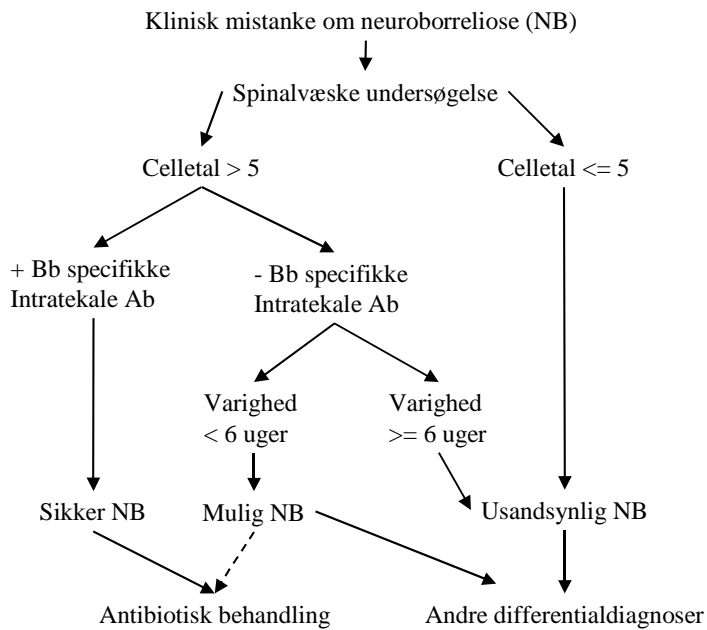 Klinisk mistanke om neuroborreliose (NB)
Spinalvæske undersøgelse
Celletal > 5
Celletal <= 5
+ Bb specifikke
Intratekale Ab
- Bb specifikke
Intratekale Ab
Varighed
< 6 uger
Varighed
>= 6 uger
Sikker NB
Mulig NB
Usandsynlig NB
Antibiotisk behandling
Andre differentialdiagnoser